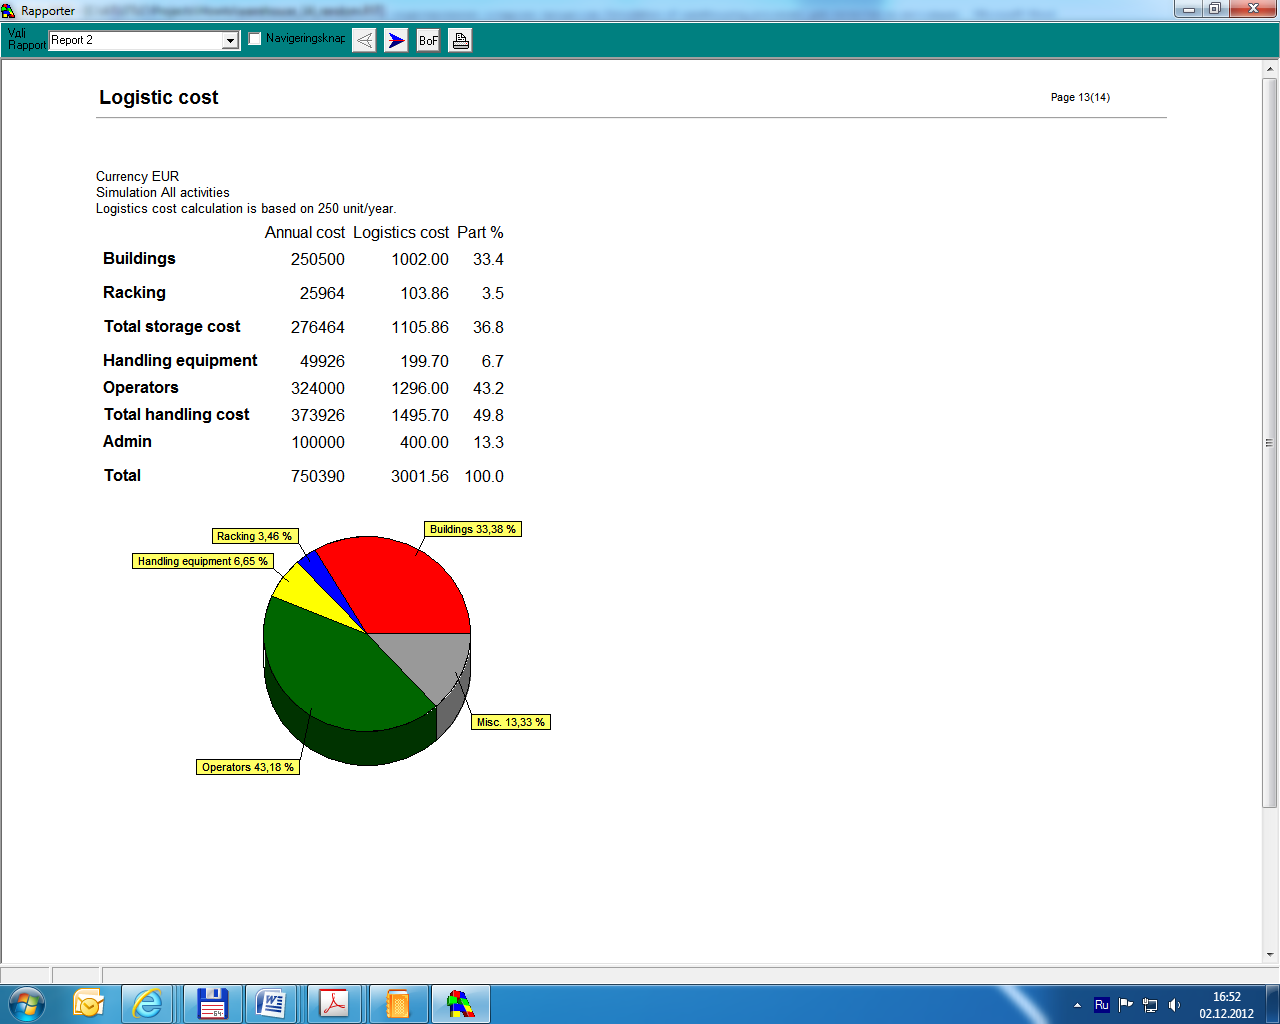 Rapporter
Välj
Rapport
Report 2
Navigeringsknap
BoF
Logistic cost
Page 13(14)
Currency EUR
Simulation All activities
Logistics cost calculation is based on 250 unit/year.
Annual cost Logistics cost Part %
Buildings 250500 1002.00 33.4
Racking 25964 103.86 3.5
Total storage cost 276464 1105.86 36.8
Handling equipment 49926 199.70 6.7
Operators 324000 1296.00 43.2
Total handling cost 373926 1495.70 49.8
Admin 100000 400.00 13.3
Total 750390 3001.56 100.0
Buildings 33,38 %
Racking 3,46 %
Handling equipment 6,65 %
Misc. 13,33 %
Operators 43,18 %
64
Ru
16:52
02.12.2012